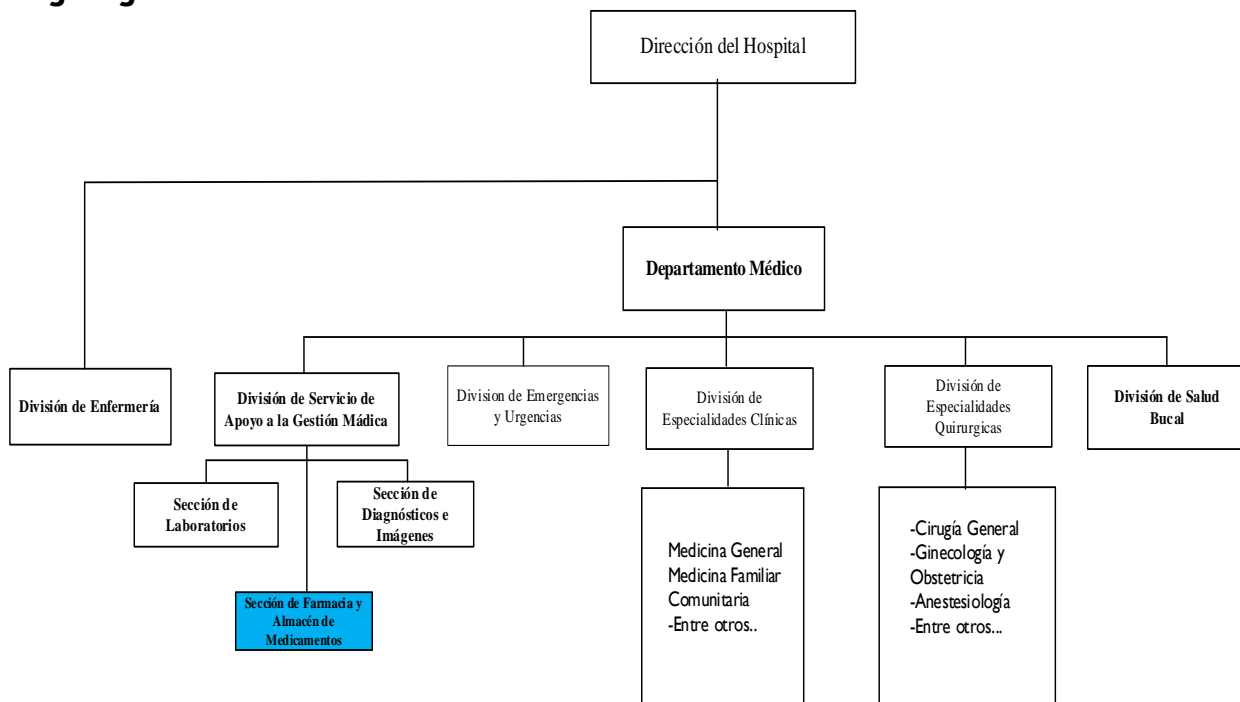 Dirección del Hospital
Departamento Médico
División de Enfermería
División de Servicio de
Apoyo a la Gestión Mádica
Division de Emergencias
y Urgencias
División de
Especialidades Clínicas
División de
Especialidades
Quirurgicas
División de Salud
Bucal
Sección de
Laboratorios
Sección de
Diagnósticos e
Imágenes
Sección de Farmacia y
Almacén de
Medicamentos
Medicina General
Medicina Familiar
Comunitaria
-Entre otros..
-Cirugía General
-Ginecología y
Obstetricia
-Anestesiología
-Entre otros...